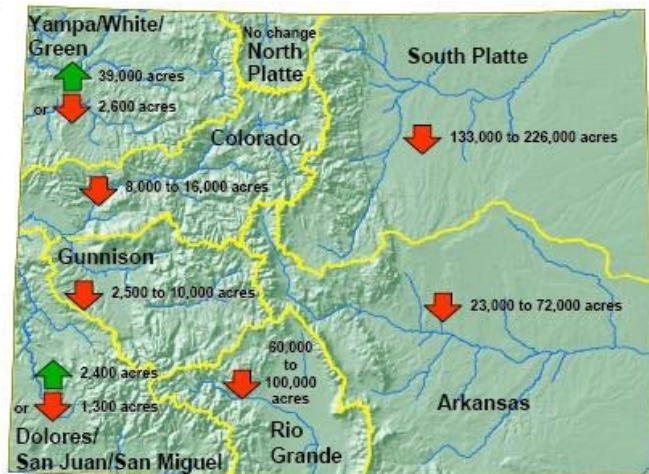 Yampa/White/
Green
39,000 acres
or 2,600 acres
No change
North
Platte
South Platte
133,000 to 226,000 acres
Colorado
8,000 to 16,000 acres
Gunnison
2,500 to 10,000 acres
23,000 to 72,000 acres
2,400 acres
or 1,300 acres
Dolores/
San Juan/San Miguel
60,000
to
100,000
acres
Rio
Grande
Arkansas